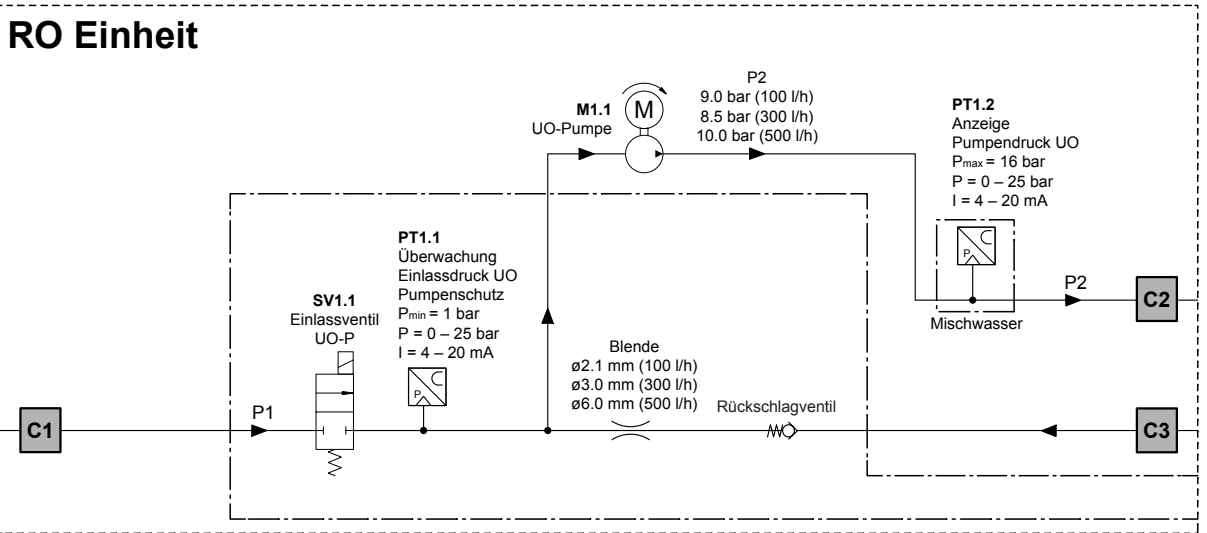 RO Einheit
M1.1
UO-Pumpe
M
P2
9.0 bar (100 l/h)
8.5 bar (300 l/h)
10.0 bar (500 l/h)
PT1.2
Anzeige
Pumpendruck UO
Pmax = 16 bar
P = 0 – 25 bar
I = 4 – 20 mA
P
Mischwasser
P2
C2
PT1.1
Überwachung
Einlassdruck UO
Pumpenschutz
Pmin = 1 bar
P = 0 – 25 bar
I = 4 – 20 mA
P
SV1.1
Einlassventil
UO-P
Blende
ø2.1 mm (100 l/h)
ø3.0 mm (300 l/h)
ø6.0 mm (500 l/h)
Rückschlagventil
C1
P1
C3